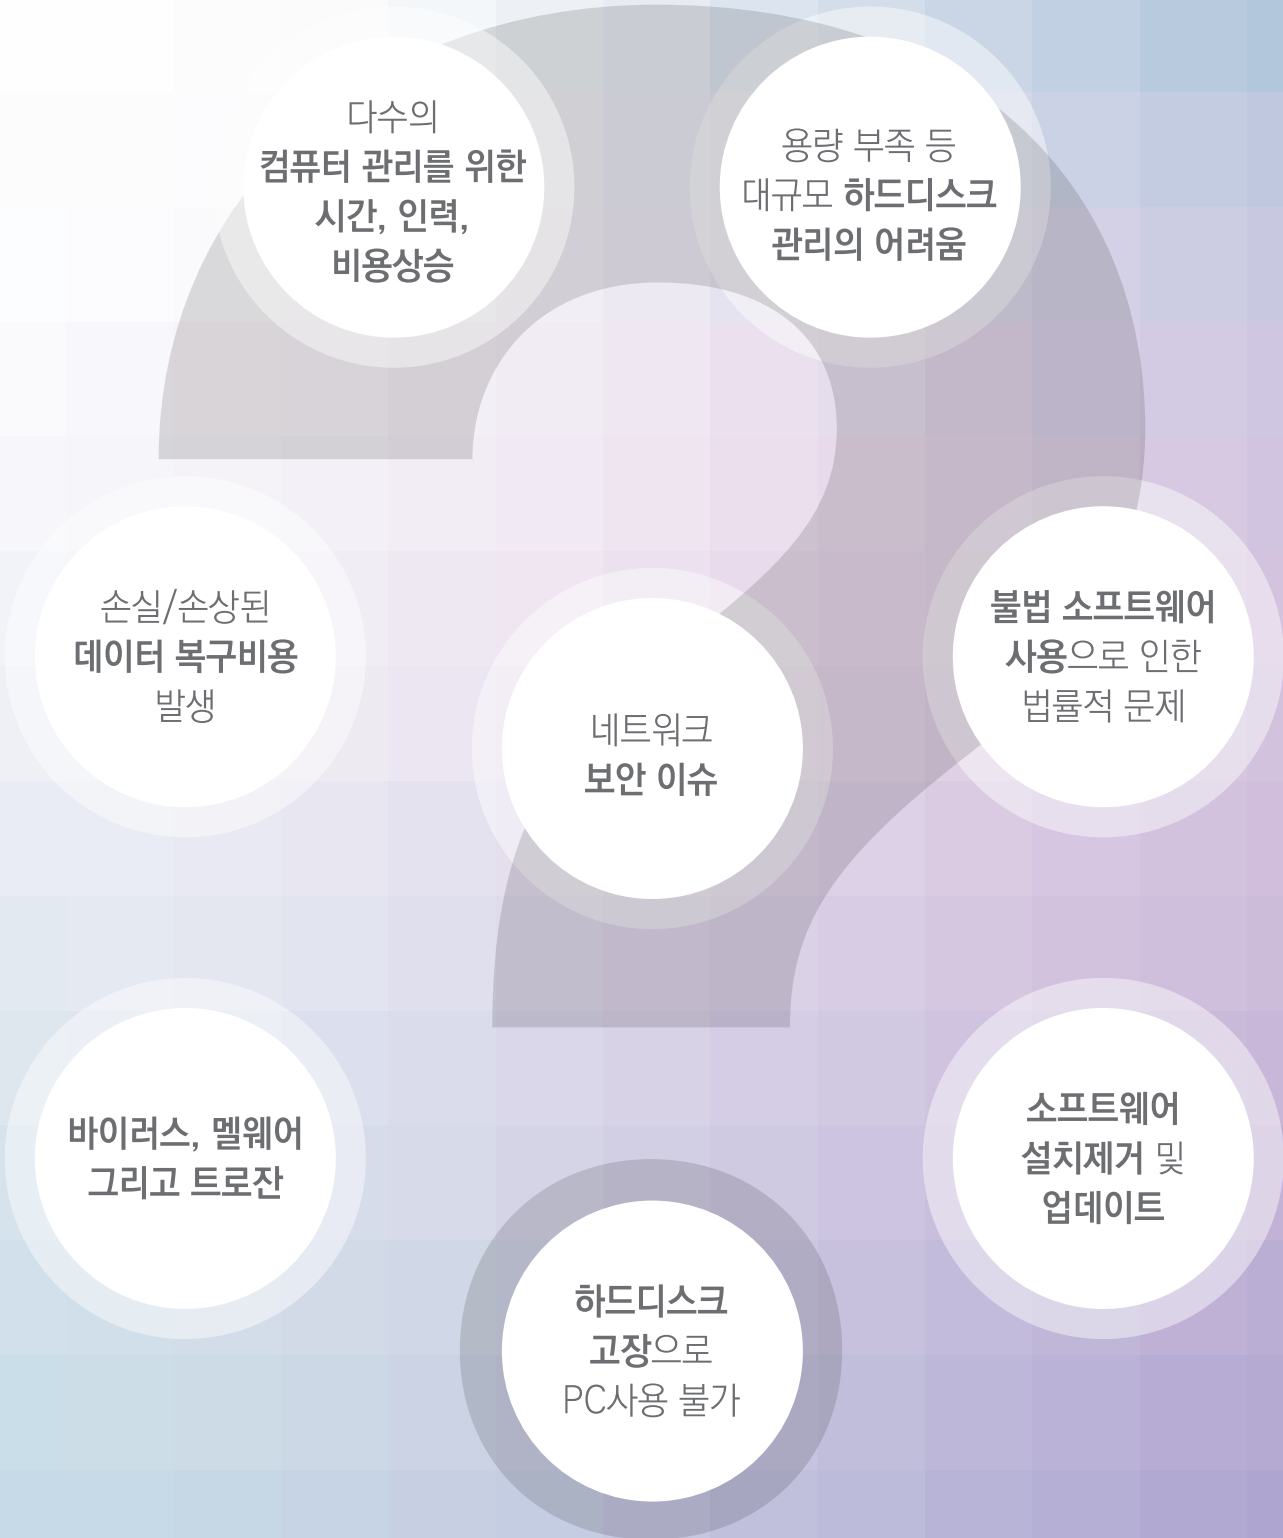 다수의
컴퓨터 관리를 위한
시간, 인력,
비용상승
용량 부족 등
대규모 하드디스크
관리의 어려움
손실/손상된
데이터 복구비용
발생
네트워크
보안 이슈
불법 소프트웨어
사용으로 인한
법률적 문제
바이러스, 멜웨어
그리고 트로잔
하드디스크
고장으로
PC사용 불가
소프트웨어
설치제거 및
업데이트